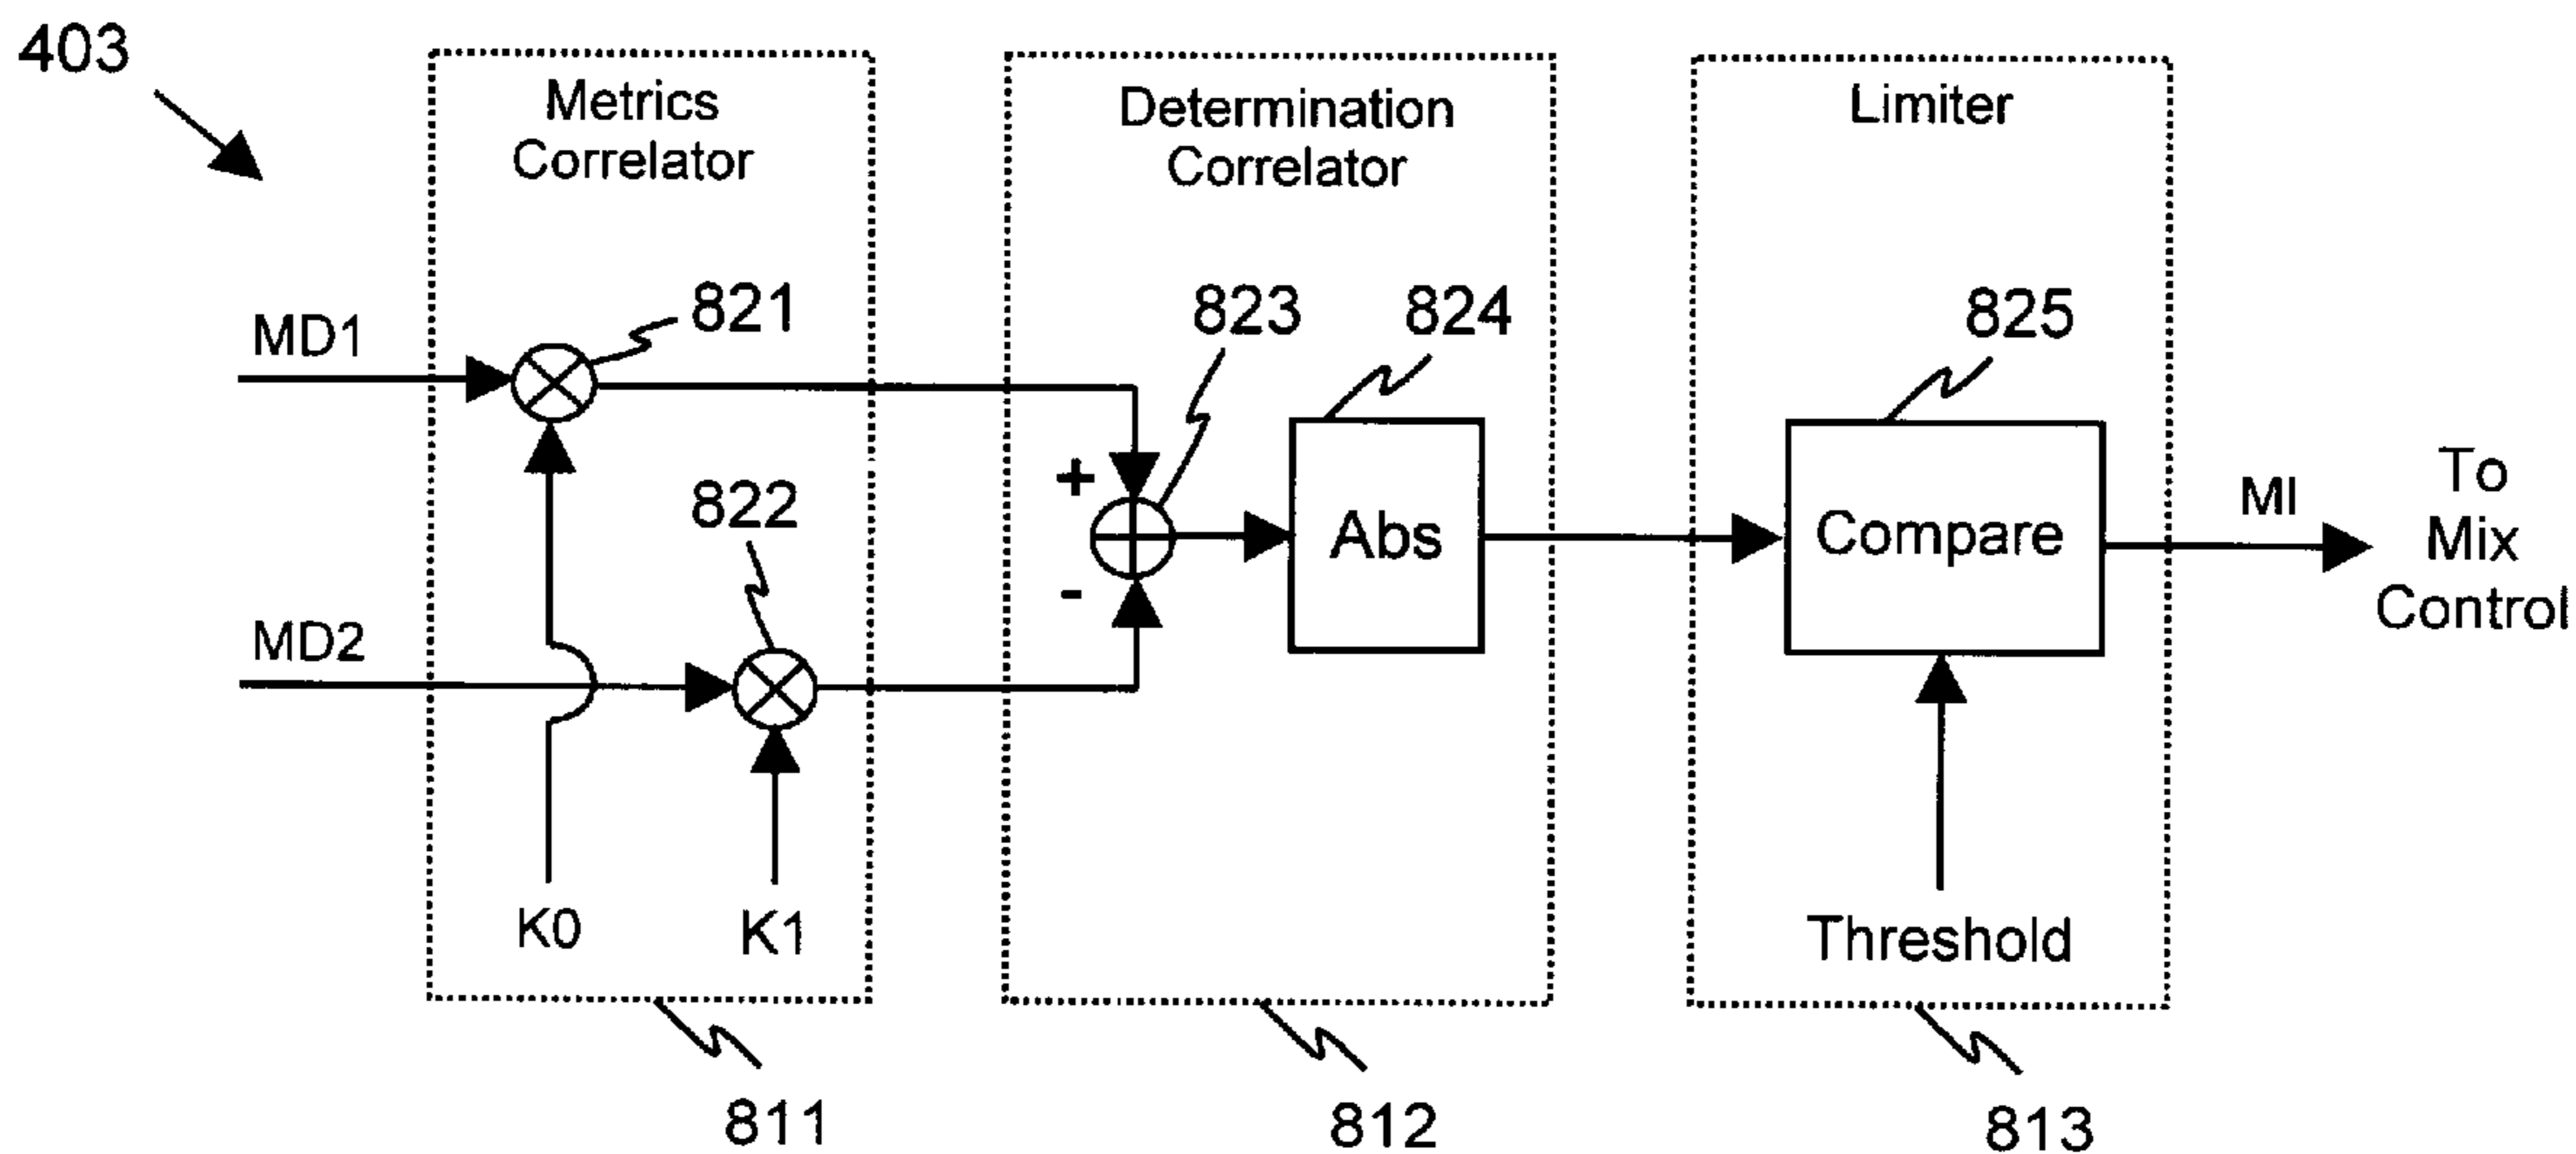 403
Metrics
Correlator
Determination
Correlator
Limiter
MD1
821
823
824
825
+
MD2
822
-
Abs
Compare
MI
To
Mix
Control
K0
K1
Threshold
811
812
813